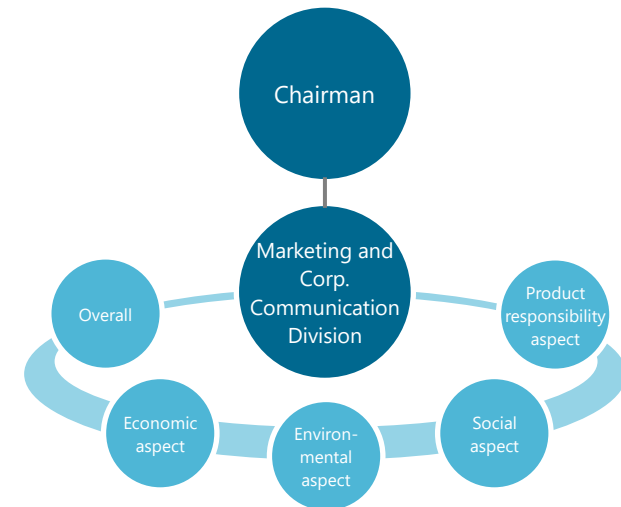 Chairman
Marketing and
Corp.
Communication
Division
Overall
Product
responsibility
aspect
Economic
aspect
Environ-
mental
aspect
Social
aspect